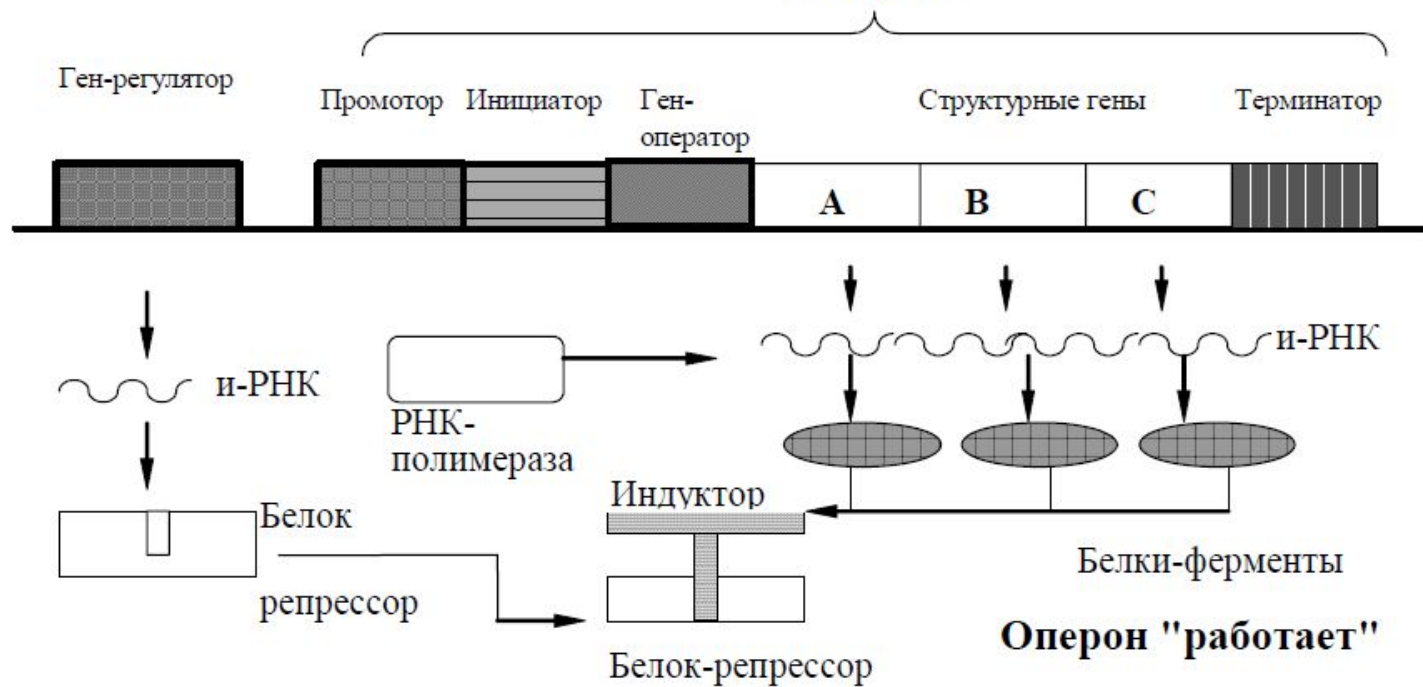 Ген-регулятор
Промотор
Инициатор
Ген-
оператор
Структурные гены
Терминатор
А
В
С
и-РНК
и-РНК
РНК-
полимераза
Индуктор
Белок
репрессор
Белки-ферменты
Белок-репрессор
Оперон "работает"